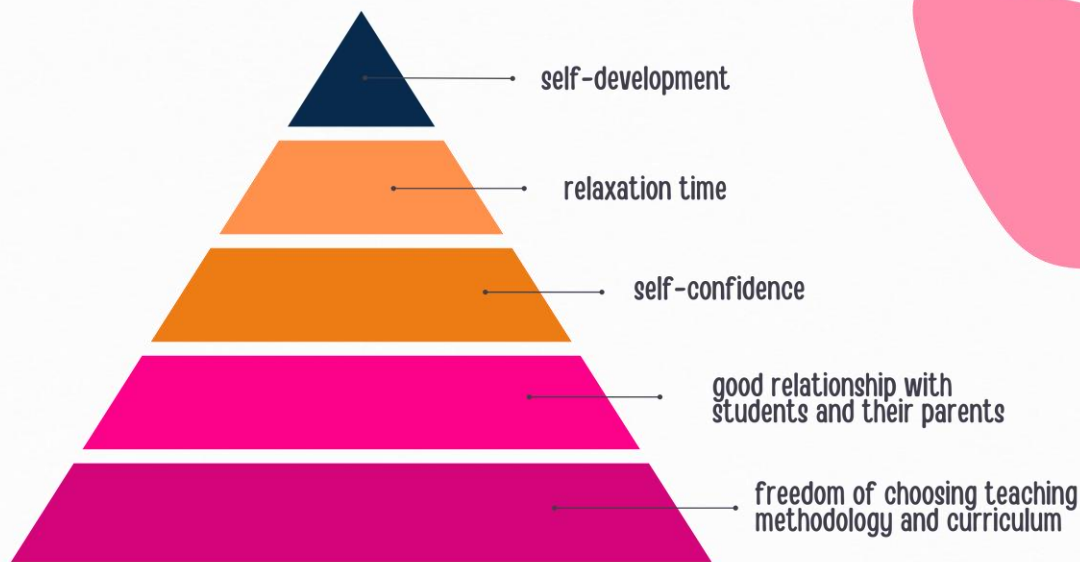 self-development
relaxation time
self-confidence
good relationship with
students and their parents
freedom of choosing teaching
methodology and curriculum